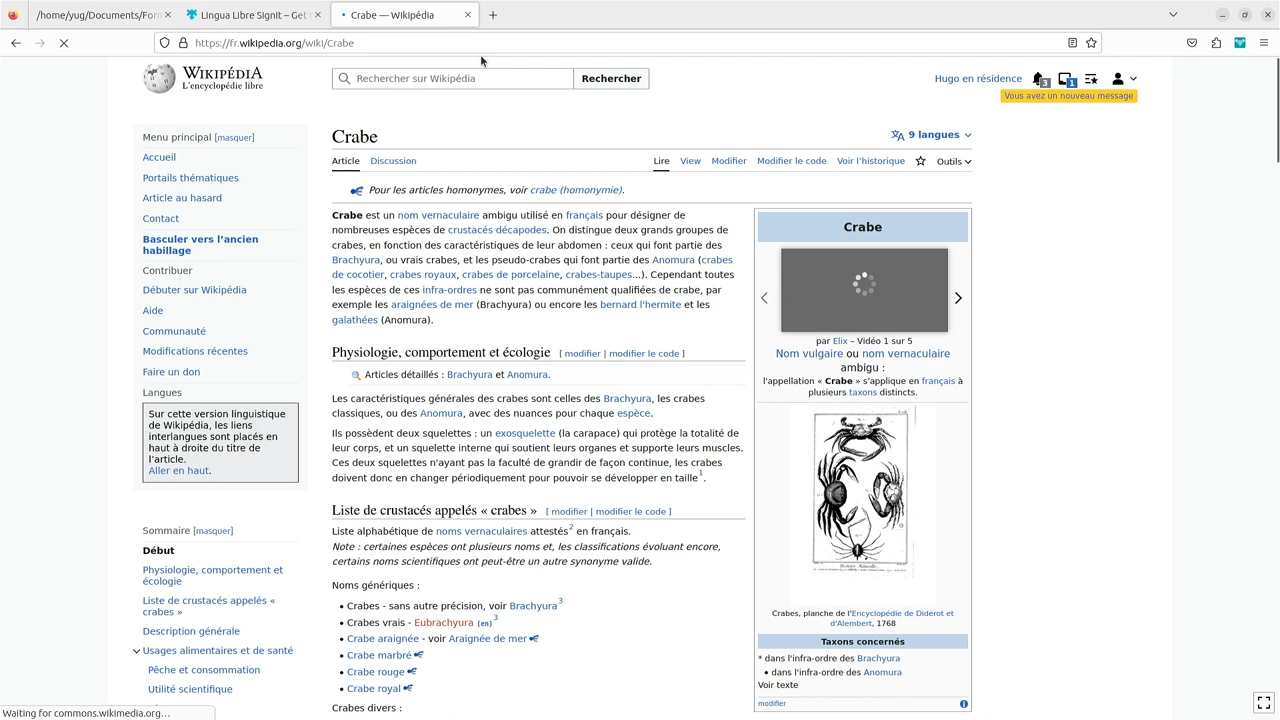 /home/yug/Documents/Forn
Lingua Libre SignIt – Get
Crabe — Wikipédia
https://fr.wikipedia.org/wiki/Crabe
WIKIPÉDIA
L'encyclopédie libre
Rechercher sur Wikipédia
Rechercher
Hugo en résidence
3
1
Vous avez un nouveau message
Menu principal [masquer]
Accueil
Portails thématiques
Article au hasard
Contact
Basculer vers l’ancien
habillage
Contribuer
Débuter sur Wikipédia
Aide
Communauté
Modifications récentes
Faire un don
Langues
Sur cette version linguistique
de Wikipédia, les liens
interlangues sont placés en
haut à droite du titre de
l’article.
Aller en haut.
Sommaire [masquer]
Début
Physiologie, comportement et
écologie
Liste de crustacés appelés «
crabes »
Description générale
Usages alimentaires et de santé
Pêche et consommation
Utilité scientifique
Crabe
9 langues
Article Discussion
Lire View Modifier Modifier le code Voir l’historique Outils
Pour les articles homonymes, voir crabe (homonymie).
Crabe est un nom vernaculaire ambigu utilisé en français pour désigner de
nombreuses espèces de crustacés décapodes. On distingue deux grands groupes de
crabes, en fonction des caractéristiques de leur abdomen : ceux qui font partie des
Brachyura, ou vrais crabes, et les pseudo-crabes qui font partie des Anomura (crabes
de cocotier, crabes royaux, crabes de porcelaine, crabes-taupes...). Cependant toutes
les espèces de ces infra-ordres ne sont pas communément qualifiées de crabe, par
exemple les araignées de mer (Brachyura) ou encore les bernard l'hermite et les
galathées (Anomura).
Physiologie, comportement et écologie [ modifier | modifier le code ]
Articles détaillés : Brachyura et Anomura.
Les caractéristiques générales des crabes sont celles des Brachyura, les crabes
classiques, ou des Anomura, avec des nuances pour chaque espèce.
Ils possèdent deux squelettes : un exosquelette (la carapace) qui protège la totalité de
leur corps, et un squelette interne qui soutient leurs organes et supporte leurs muscles.
Ces deux squelettes n'ayant pas la faculté de grandir de façon continue, les crabes
doivent donc en changer périodiquement pour pouvoir se développer en taille1.
Liste de crustacés appelés « crabes » [ modifier | modifier le code ]
Liste alphabétique de noms vernaculaires attestés2 en français.
Note : certaines espèces ont plusieurs noms et, les classifications évoluant encore,
certains noms scientifiques ont peut-être un autre synonyme valide.
Noms génériques :
• Crabes - sans autre précision, voir Brachyura3
• Crabes vrais - Eubrachyura (en)3
• Crabe araignée - voir Araignée de mer
• Crabe marbré
• Crabe rouge
• Crabe royal
Crabes divers :
Crabe
par Elix – Vidéo 1 sur 5
Nom vulgaire ou nom vernaculaire
ambigu :
l'appellation « Crabe » s'applique en français à
plusieurs taxons distincts.
Crabes, planche de l'Encyclopédie de Diderot et
d'Alembert, 1768
Taxons concernés
* dans l'infra-ordre des Brachyura
• dans l'infra-ordre des Anomura
Voir texte
modifier
Waiting for commons.wikimedia.org…